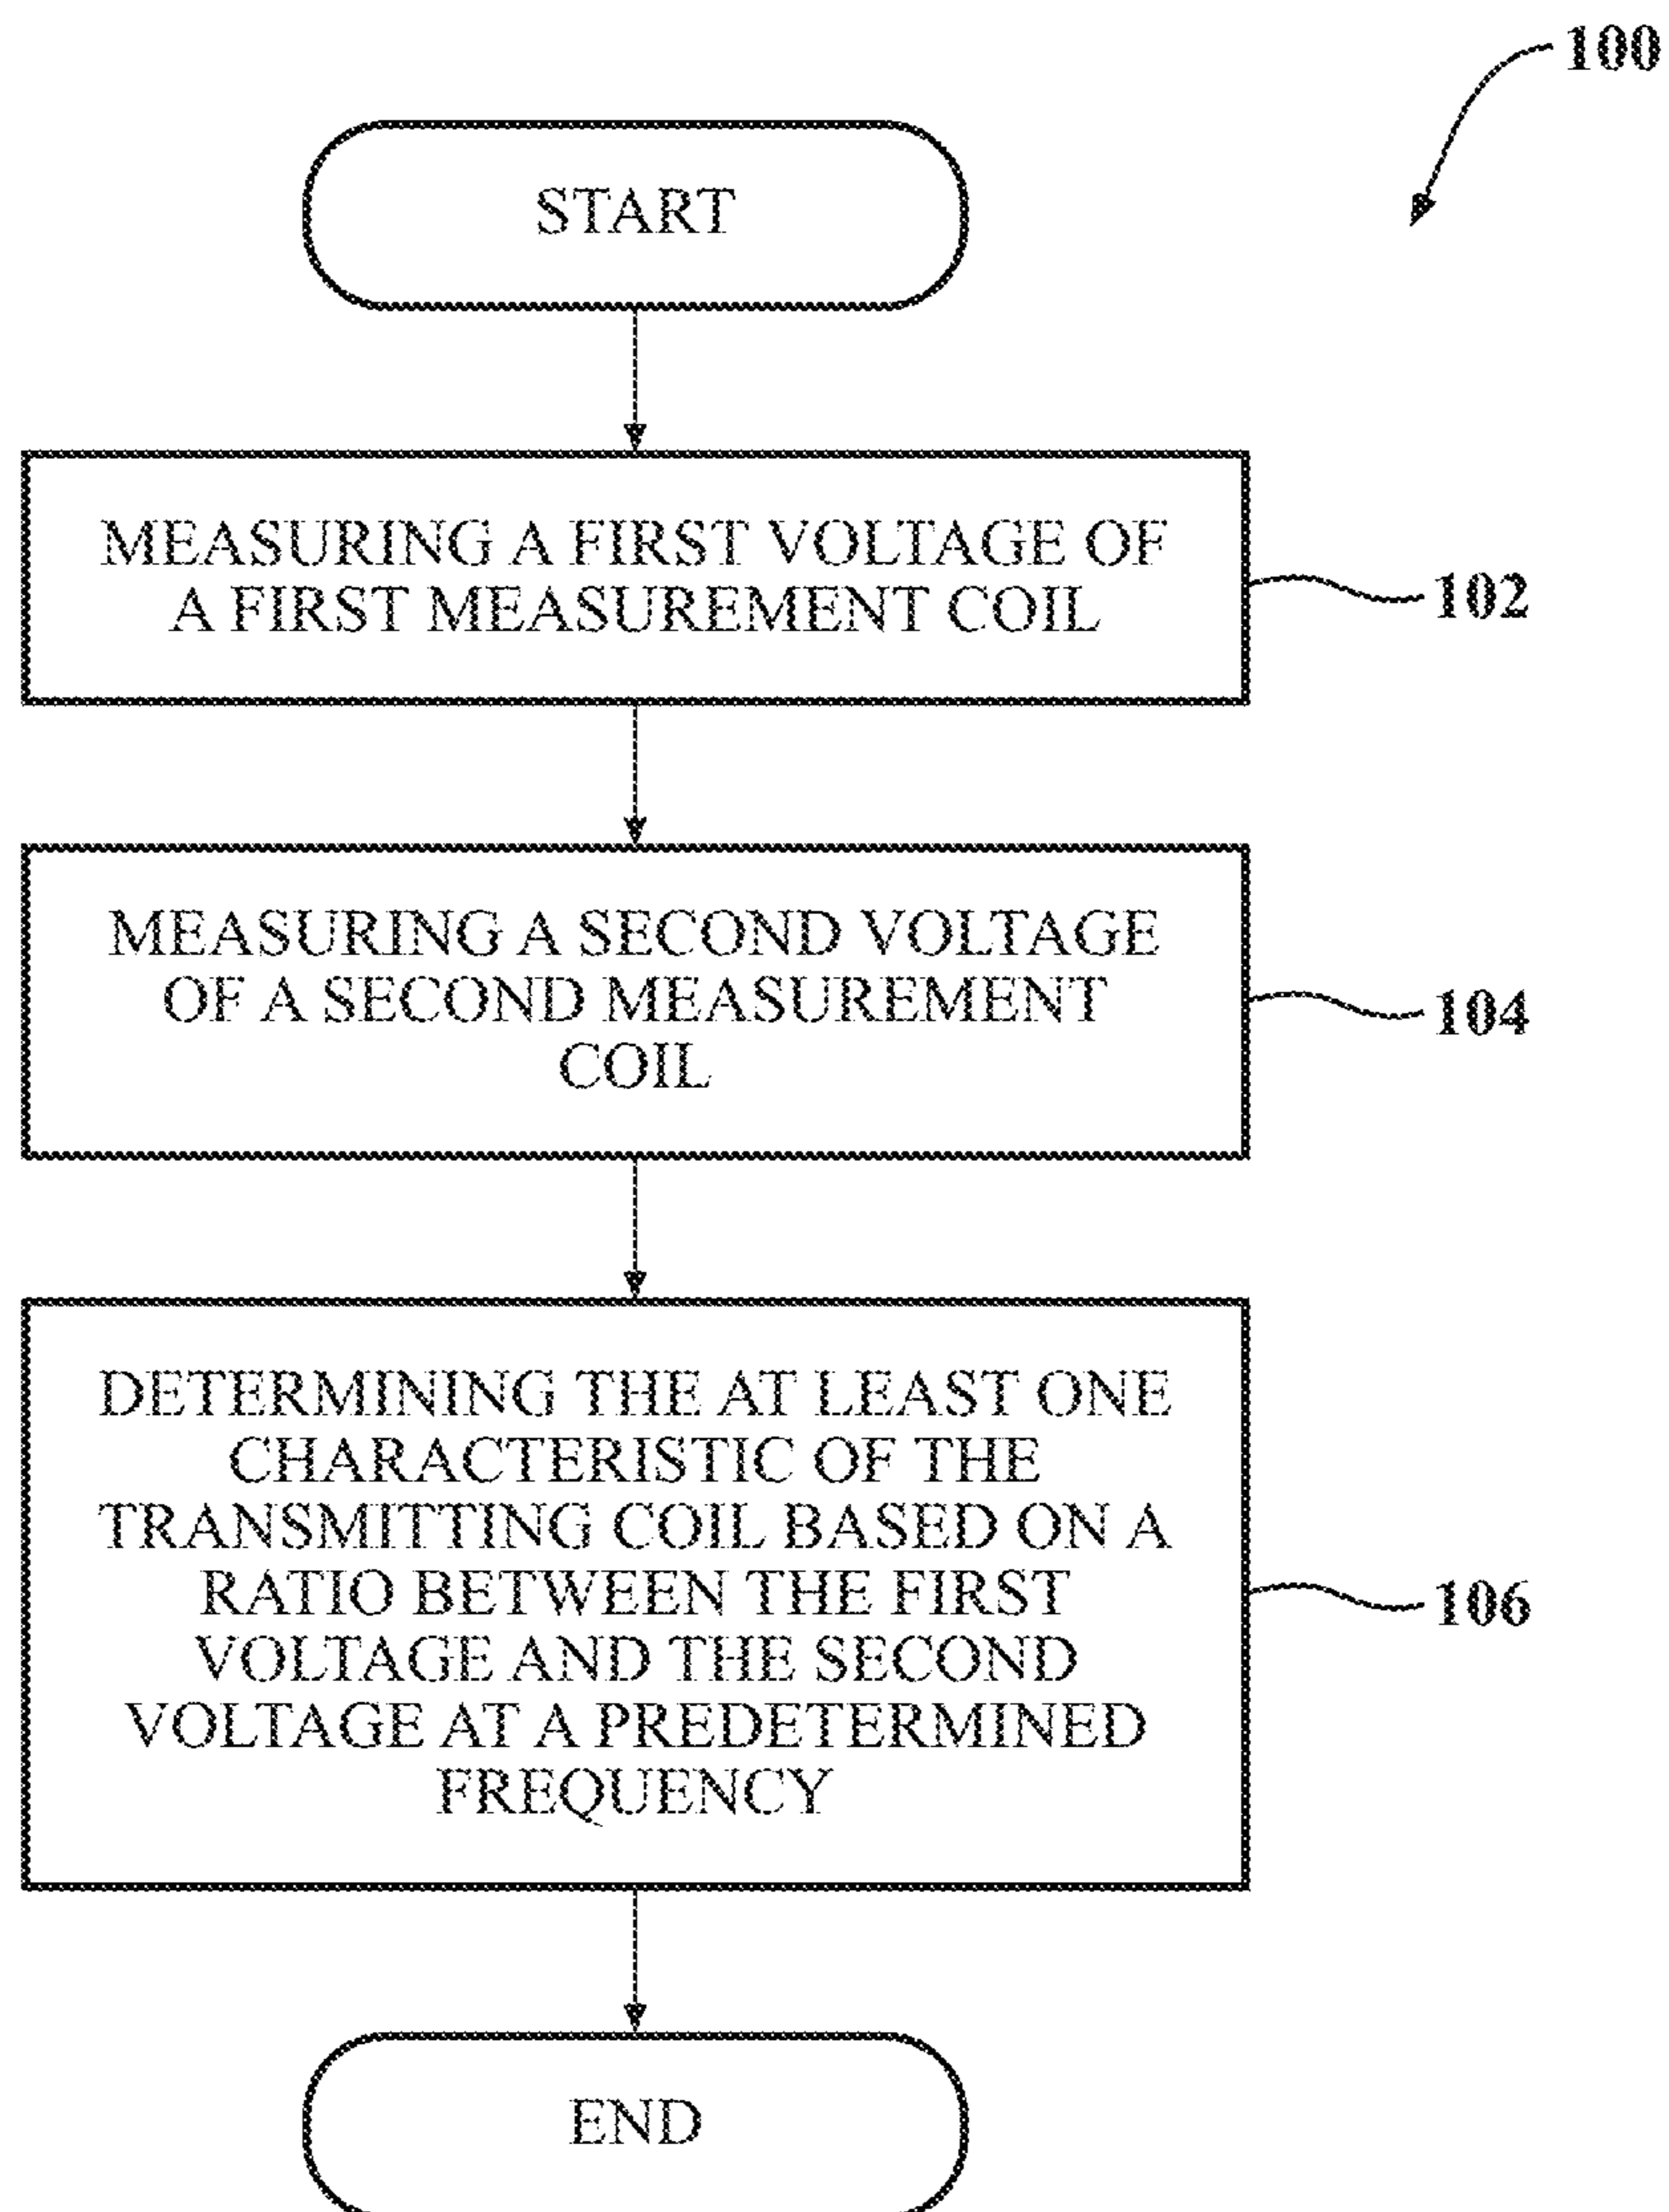 100
START
MEASURING A FIRST VOLTAGE OF
A FIRST MEASUREMENT COIL
102
MEASURING A SECOND VOLTAGE
OF A SECOND MEASUREMENT
COIL
104
DETERMINING THE AT LEAST ONE
CHARACTERISTIC OF THE
TRANSMITTING COIL BASED ON A
RATIO BETWEEN THE FIRST
VOLTAGE AND THE SECOND
VOLTAGE AT A PREDETERMINED
FREQUENCY
106
END